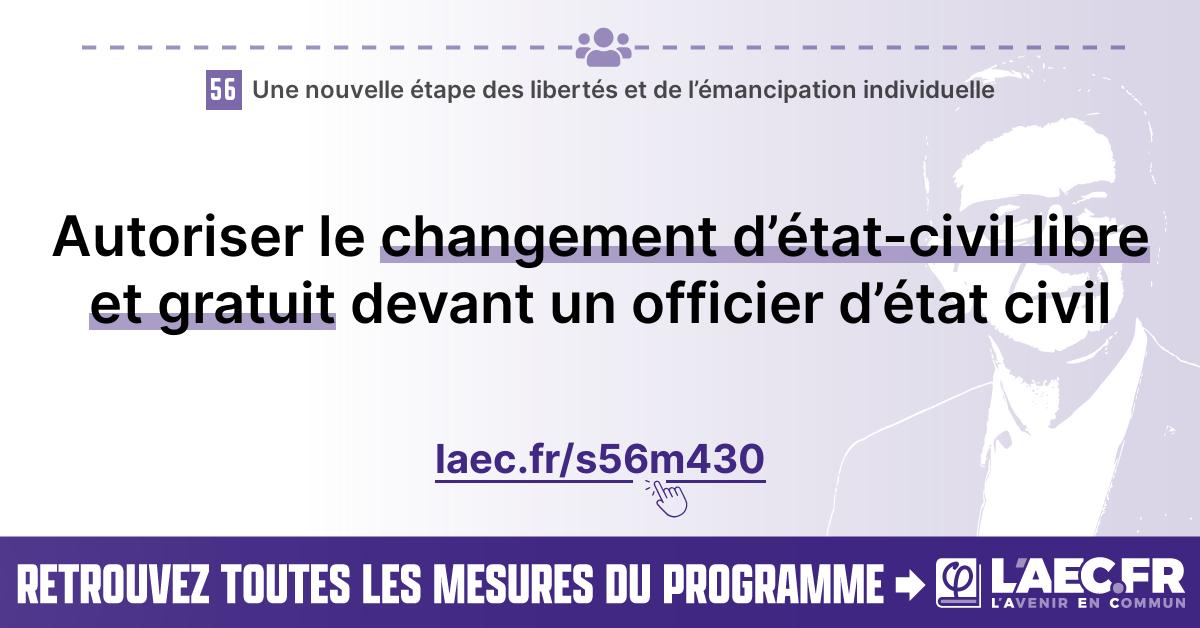 56 Une nouvelle étape des libertés et de l’émancipation individuelle
Autoriser le changement d’état-civil libre
et gratuit devant un officier d’état civil
laec.fr/s56m430
RETROUVEZ TOUTES LES MESURES DU PROGRAMME
φ L'AEC.FR
L'AVENIR EN COMMUN